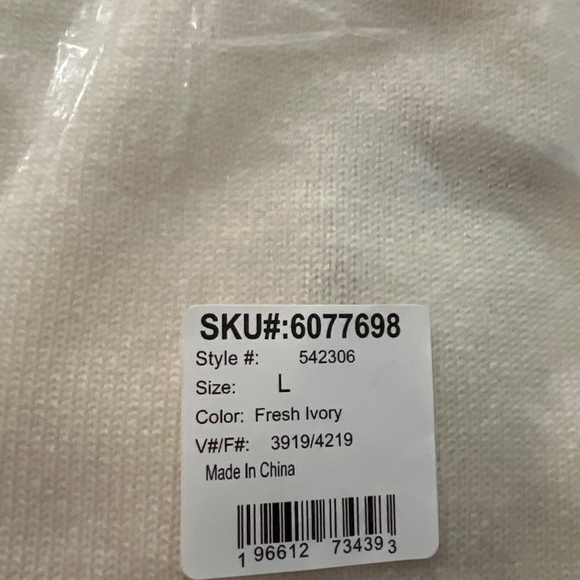 SKU#:6077698
Style #: 542306
Size: L
Color: Fresh Ivory
V#/F#: 3919/4219
Made In China
1 96612 73439 3